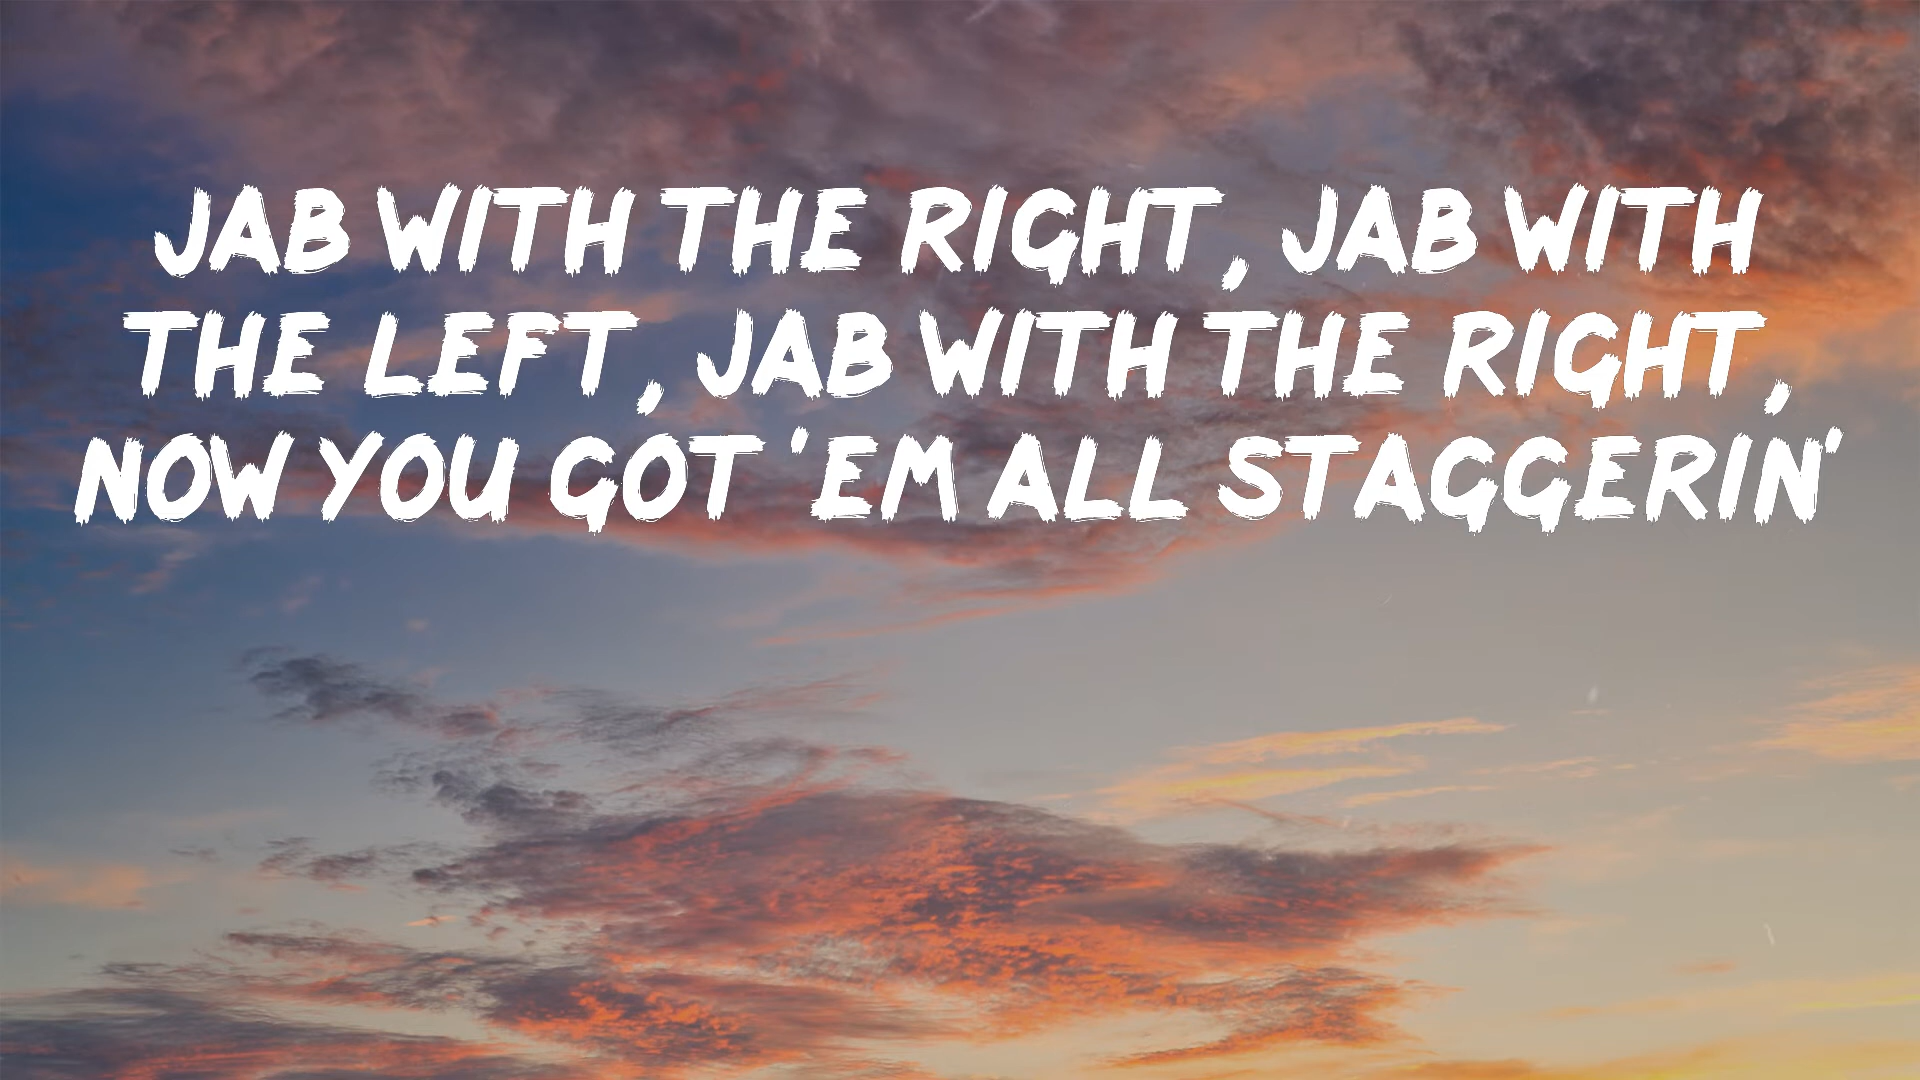 JAB WITH THE RIGHT, JAB WITH
THE LEFT, JAB WITH THE RIGHT,
NOW YOU GOT 'EM ALL STAGGERIN'